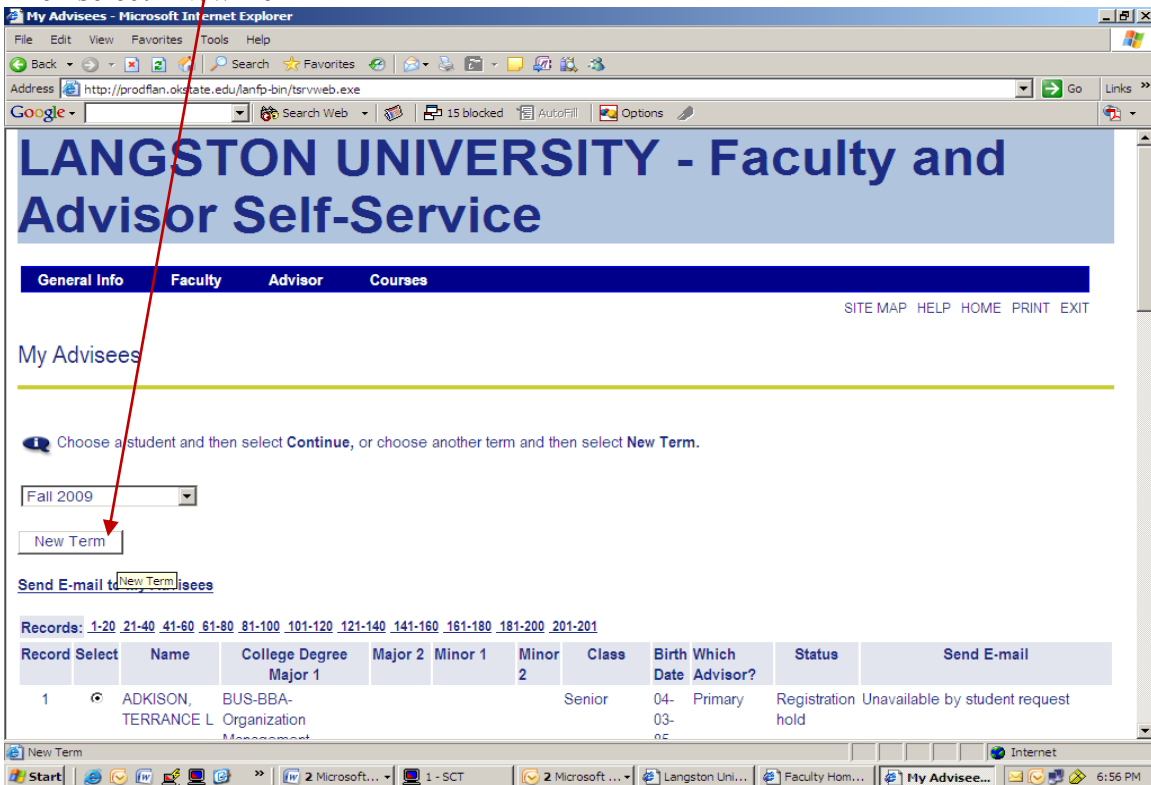 My Advisees - Microsoft Internet Explorer
File Edit View Favorites Tools Help
Back Search Favorites
Address http://prodflan.okstate.edu/lanfp-bin/tsrvweb.exe Go Links »
Google Search Web 15 blocked AutoFill Options
LANGSTON UNIVERSITY - Faculty and
Advisor Self-Service
General Info Faculty Advisor Courses
SITE MAP HELP HOME PRINT EXIT
My Advisees
Choose a student and then select Continue, or choose another term and then select New Term.
Fall 2009
New Term
Send E-mail to isees
New Term
Records: 1-20 21-40 41-60 61-80 81-100 101-120 121-140 141-160 161-180 181-200 201-201
Record Select Name College Degree Major 2 Minor 1 Minor Class Birth Which Status Send E-mail
Major 1 2 Date Advisor?
1 ADKISON, BUS-BBA- Senior 04- Primary Registration Unavailable by student request
TERRANCE L Organization 03- hold
New Term Internet
Start » 2 Microsoft... 1 - SCT 2 Microsoft ... Langston Uni... Faculty Hom... My Advisee... 6:56 PM